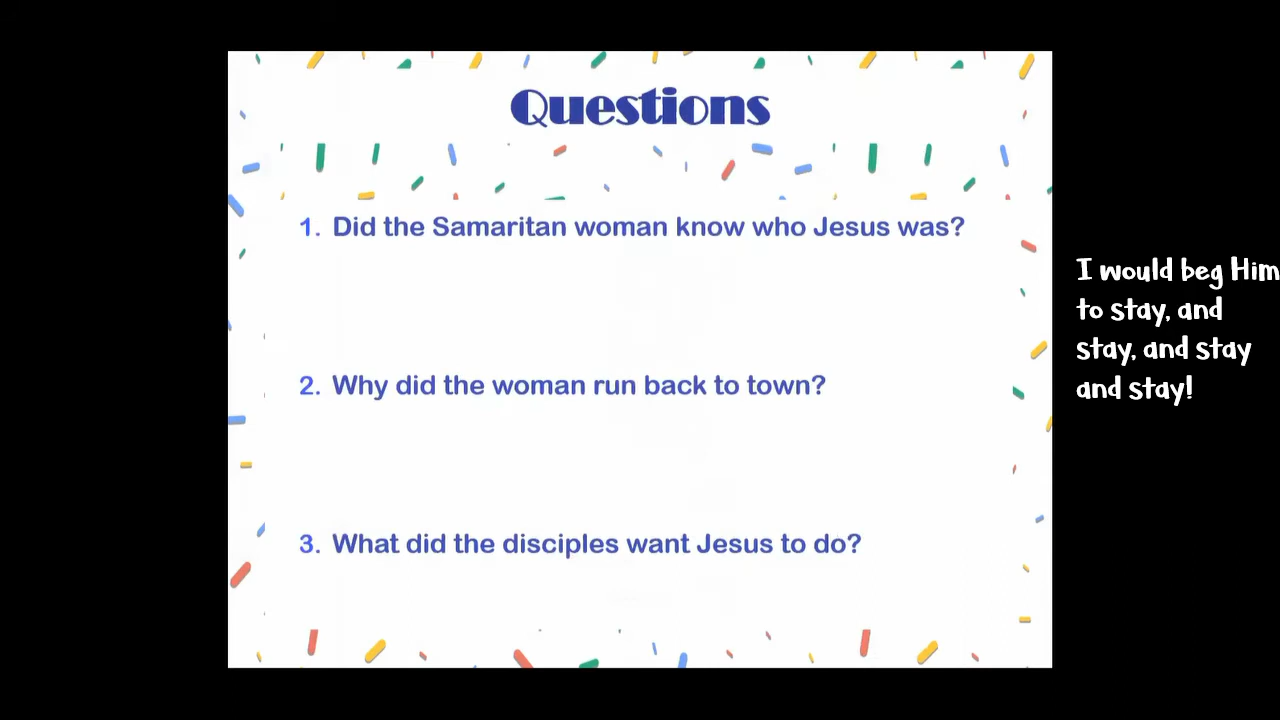 Questions
1. Did the Samaritan woman know who Jesus was?
2. Why did the woman run back to town?
3. What did the disciples want Jesus to do?
I would beg Him
to stay, and
stay, and stay
and stay!